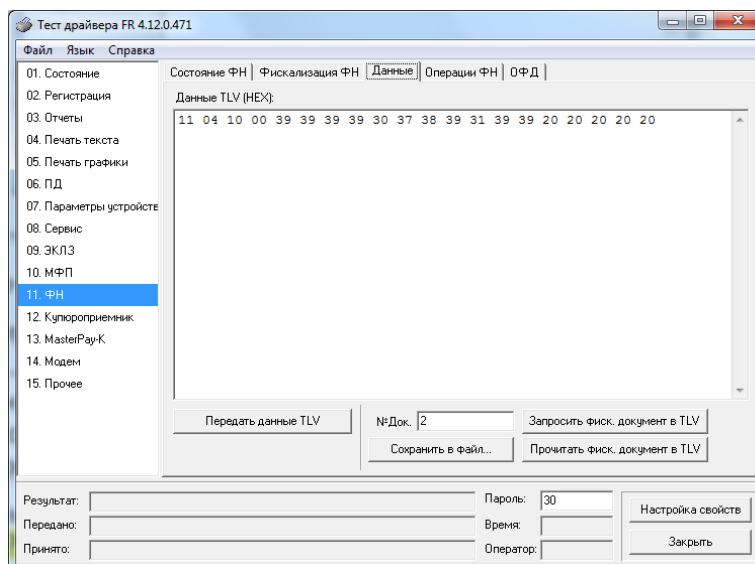 Тест драйвера FR 4.12.0.471
Файл Язык Справка
01. Состояние
02. Регистрация
03. Отчеты
04. Печать текста
05. Печать графики
06. ПД
07. Параметры устройств
08. Сервис
09. ЭКЛЗ
10. МФП
11. ФН
12. Купюроприемник
13. MasterPay-K
14. Модем
15. Прочее
Состояние ФН Фискализация ФН Данные Операции ФН ОФД
Данные TLV (HEX):
11 04 10 00 39 39 39 39 30 37 38 39 31 39 39 20 20 20 20 20
Передать данные TLV
№Док. 2
Запросить фиск. документ в TLV
Сохранить в файл...
Прочитать фиск. документ в TLV
Результат:
Пароль: 30
Настройка свойств
Передано:
Время:
Принято:
Оператор:
Закрыть